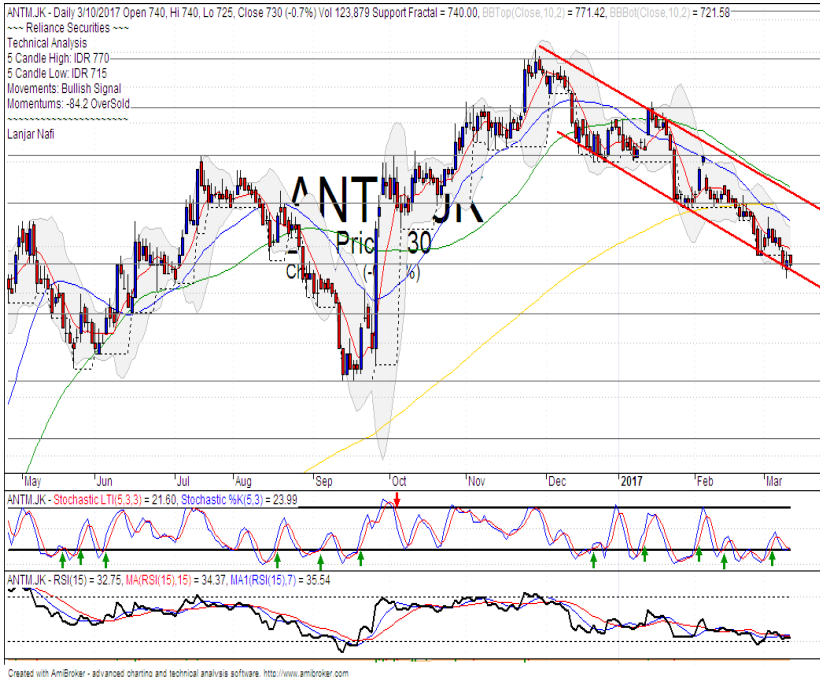 ANTM.JK - Daily 3/10/2017 Open 740, Hi 740, Lo 725, Close 730 (-0.7%) Vol 123,879 Support Fractal = 740.00, BBTop(Close,10,2) = 771.42, BBBot(Close,10,2) = 721.58
~~~ Reliance Securities ~~~
Technical Analysis
5 Candle High: IDR 770
5 Candle Low: IDR 715
Movements: Bullish Signal
Momentums: -84.2 OverSold
~~~~~~~~~~~~~~~~~~~~
Lanjar Nafi
May Jun Jul Aug Sep Oct Nov Dec 2017 Feb Mar
ANTM.JK - Stochastic LTI(5,3,3) = 21.60, Stochastic %K(5,3) = 23.99
ANTM.JK - RSI(15) = 32.75, MA(RSI(15),15) = 34.37, MA1(RSI(15),7) = 35.54
Created with AmiBroker - advanced charting and technical analysis software. http://www.amibroker.com